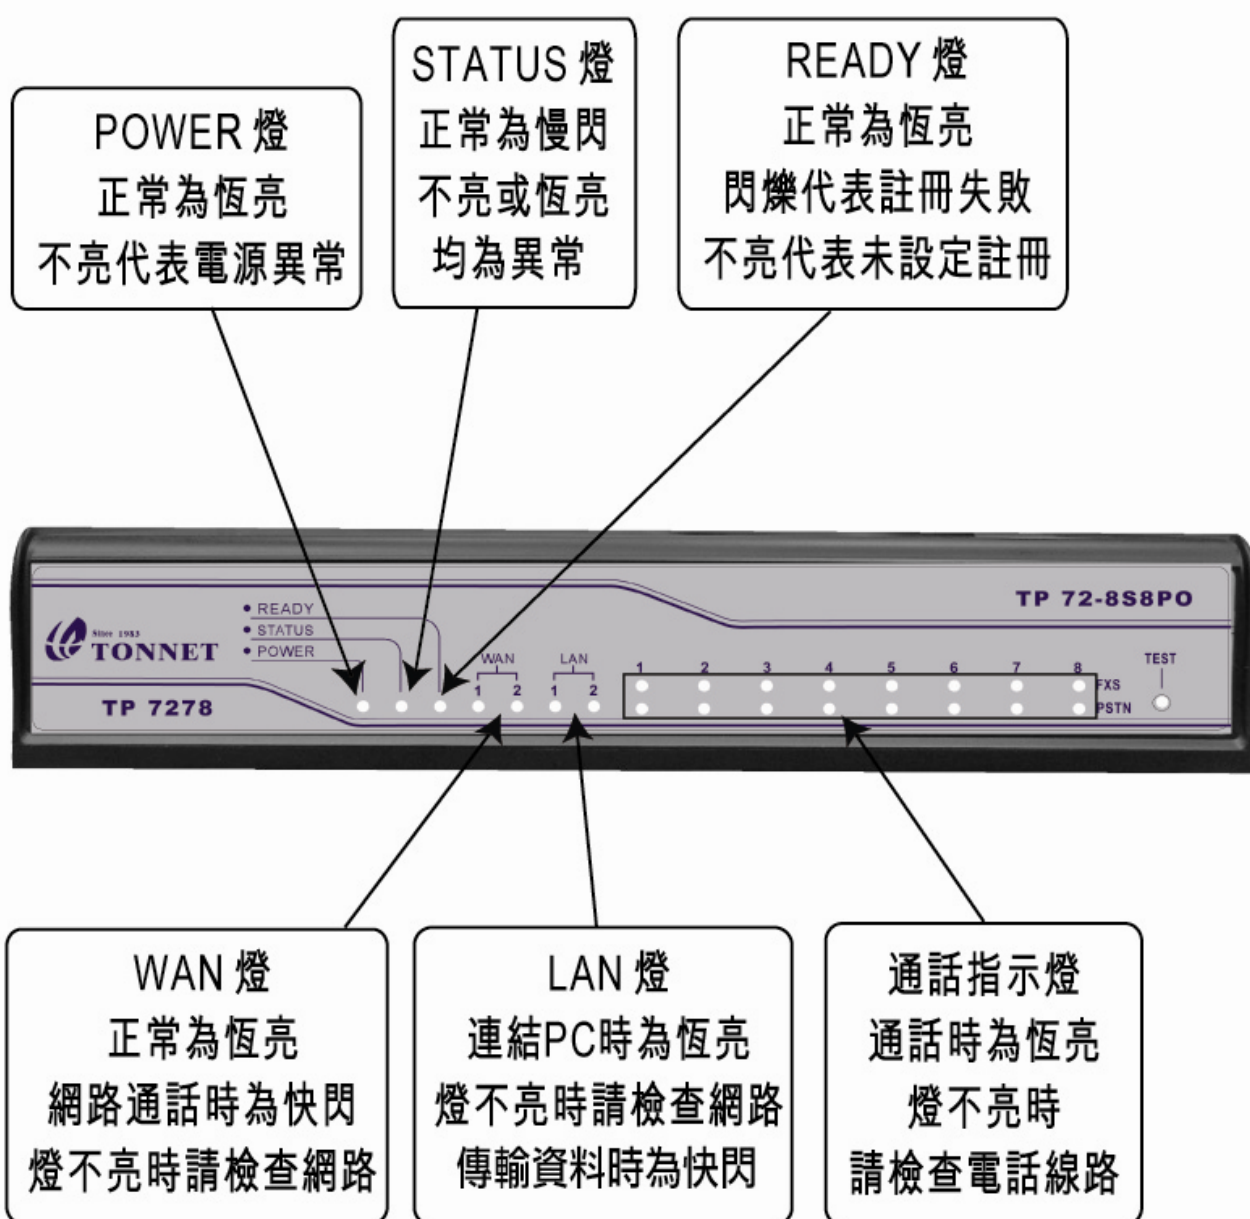 POWER 燈
正常為恆亮
不亮代表電源異常
STATUS 燈
正常為慢閃
不亮或恆亮
均為異常
READY 燈
正常為恆亮
閃爍代表註冊失敗
不亮代表未設定註冊
READY
STATUS
POWER
TP 72-8S8PO
Since 1983
TONNET
TP 7278
WAN
1 2
LAN
1 2
1 2 3 4 5 6 7 8
FXS
PSTN
TEST
WAN 燈
正常為恆亮
網路通話時為快閃
燈不亮時請檢查網路
LAN 燈
連結PC時為恆亮
燈不亮時請檢查網路
傳輸資料時為快閃
通話指示燈
通話時為恆亮
燈不亮時
請檢查電話線路